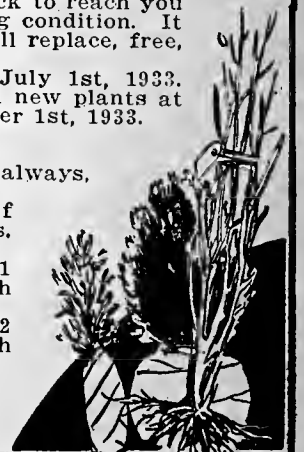 ck to reach you
g condition. It
ll replace, free,
July 1st, 1933.
new plants at
er 1st, 1933.
always,
f
s.
1
h
2
h